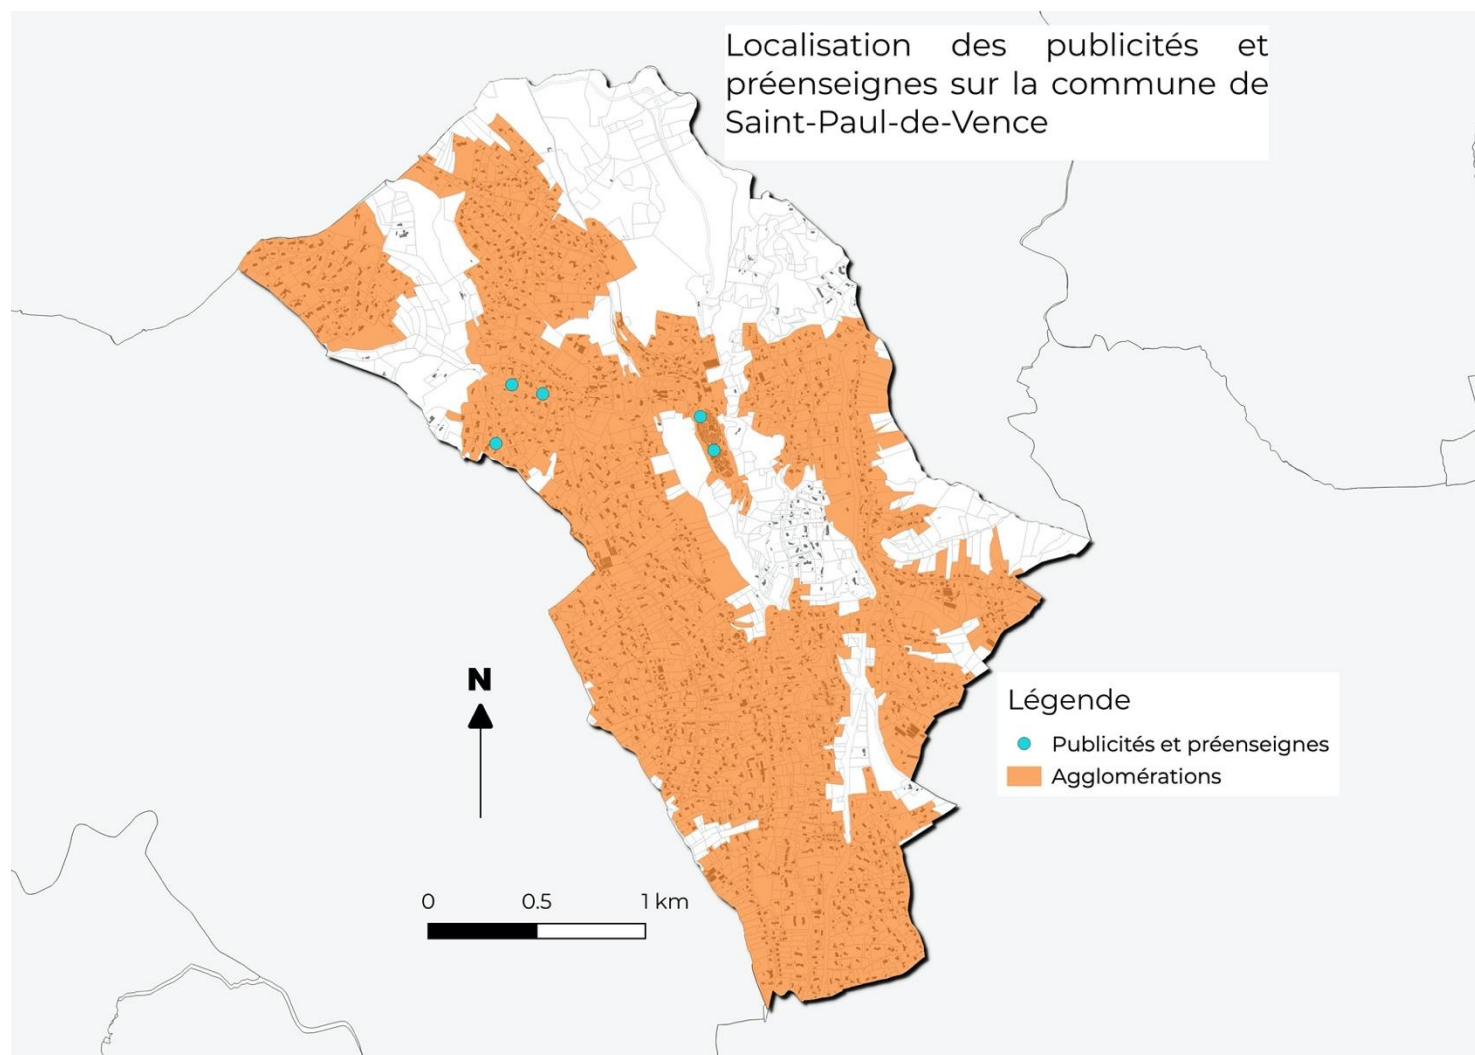 Localisation des publicités et
préenseignes sur la commune de
Saint-Paul-de-Vence
N
Légende
Publicités et préenseignes
Agglomérations
0 0.5 1 km